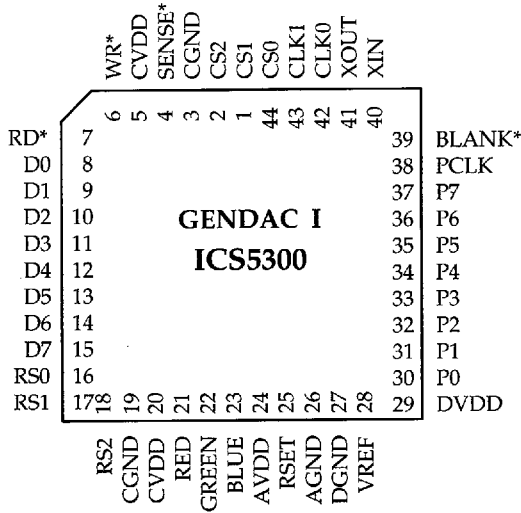 WR* CVDD SENSE* CGND CS2 CS1 CS0 CLK1 CLK0 XOUT XIN
6 5 4 3 2 1 44 43 42 41 40
RD* 7 39 BLANK*
D0 8 38 PCLK
D1 9 37 P7
D2 10 36 P6
D3 11 35 P5
D4 12 34 P4
D5 13 33 P3
D6 14 32 P2
D7 15 31 P1
RS0 16 30 P0
RS1 17 29 DVDD
GENDAC I
ICS5300
18 19 20 21 22 23 24 25 26 27 28
RS2 CGND CVDD RED GREEN BLUE AVDD RSET AGND DGND VREF